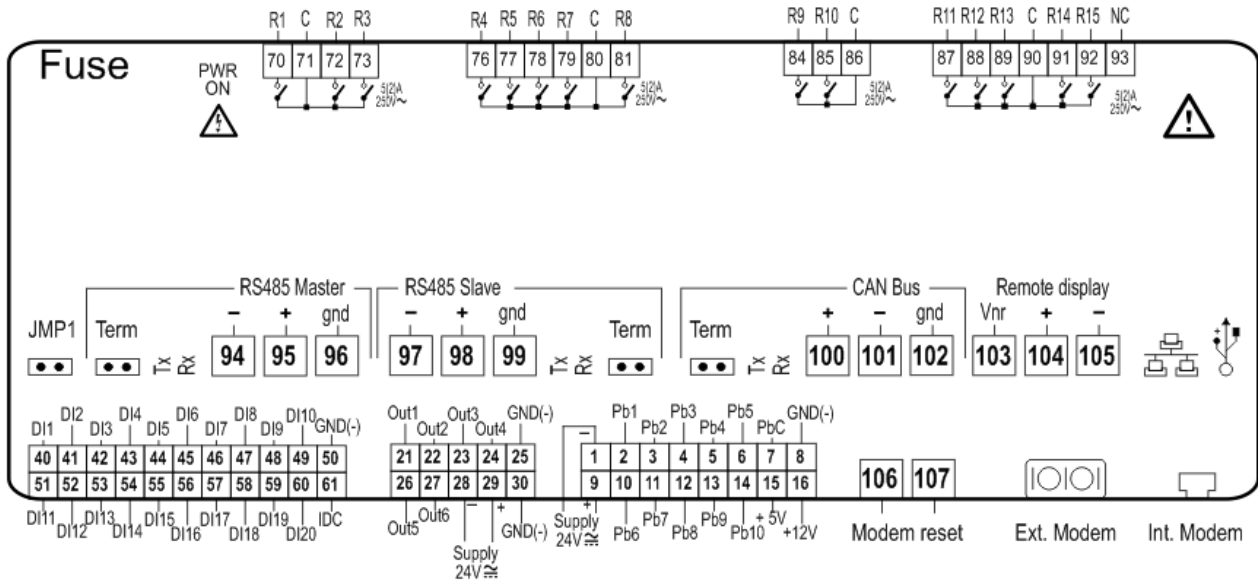 R1 C R2 R3 R4 R5 R6 R7 C R8 R9 R10 C R11 R12 R13 C R14 R15 NC
70 71 72 73 76 77 78 79 80 81 84 85 86 87 88 89 90 91 92 93
Fuse
PWR
ON
5(2)A
250V~
5(2)A
250V~
5(2)A
250V~
5(2)A
250V~
RS485 Master RS485 Slave CAN Bus Remote display
JMP1 Term − + gnd − + gnd Term Term + − gnd Vnr + −
Tx Rx 94 95 96 97 98 99 Tx Rx Tx Rx 100 101 102 103 104 105
DI1 DI2 DI3 DI4 DI5 DI6 DI7 DI8 DI9 DI10 GND(-)
40 41 42 43 44 45 46 47 48 49 50
51 52 53 54 55 56 57 58 59 60 61
DI11 DI12 DI13 DI14 DI15 DI16 DI17 DI18 DI19 DI20 IDC
Out1 Out2 Out3 Out4 GND(-)
21 22 23 24 25
26 27 28 29 30
Out5 Out6 − + GND(-)
Supply
24V≂
− Pb1 Pb2 Pb3 Pb4 Pb5 PbC GND(-)
1 2 3 4 5 6 7 8
9 10 11 12 13 14 15 16
+ Pb6 Pb7 Pb8 Pb9 Pb10 + 5V +12V
Supply
24V≂
106 107
Modem reset Ext. Modem Int. Modem